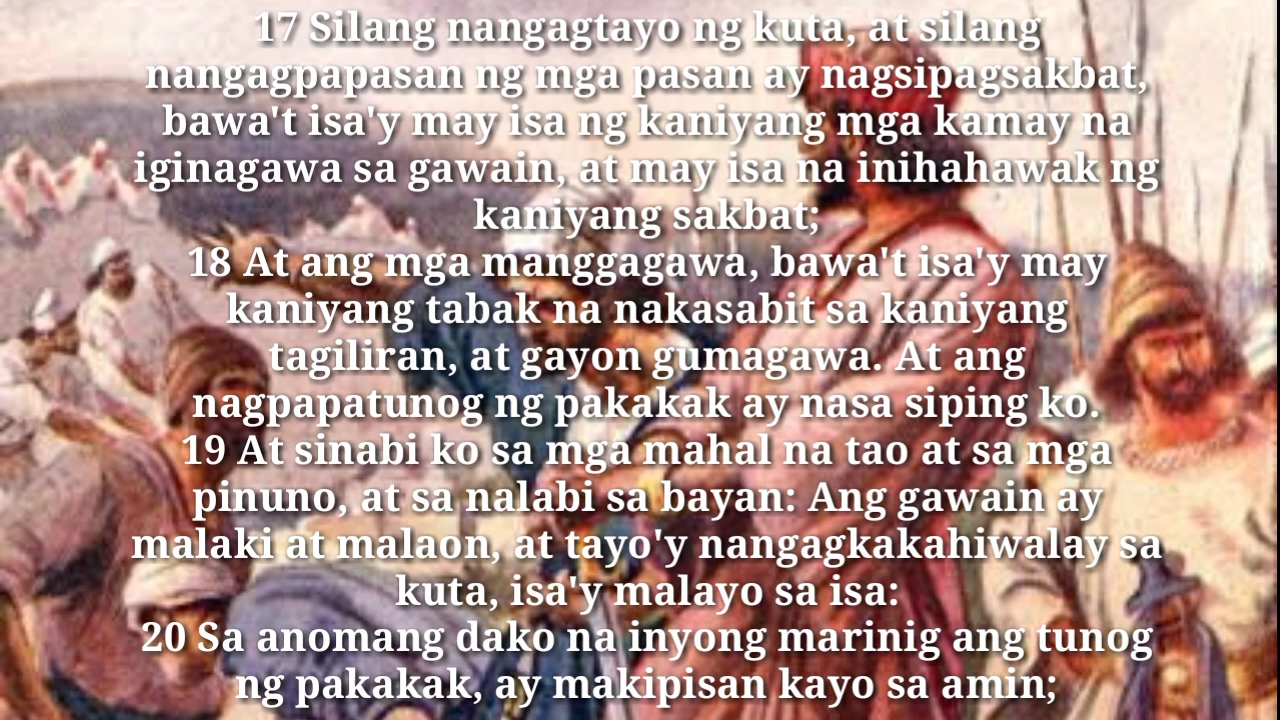 17 Silang nangagtayo ng kuta, at silang
nangagpapasan ng mga pasan ay nagsipagsakbat,
bawa't isa'y may isa ng kaniyang mga kamay na
iginagawa sa gawain, at may isa na inihahawak ng
kaniyang sakbat;
18 At ang mga manggagawa, bawa't isa'y may
kaniyang tabak na nakasabit sa kaniyang
tagiliran, at gayon gumagawa. At ang
nagpapatunog ng pakakak ay nasa siping ko.
19 At sinabi ko sa mga mahal na tao at sa mga
pinuno, at sa nalabi sa bayan: Ang gawain ay
malaki at malaon, at tayo'y nangagkakahiwalay sa
kuta, isa'y malayo sa isa:
20 Sa anomang dako na inyong marinig ang tunog
ng pakakak, ay makipisan kayo sa amin;